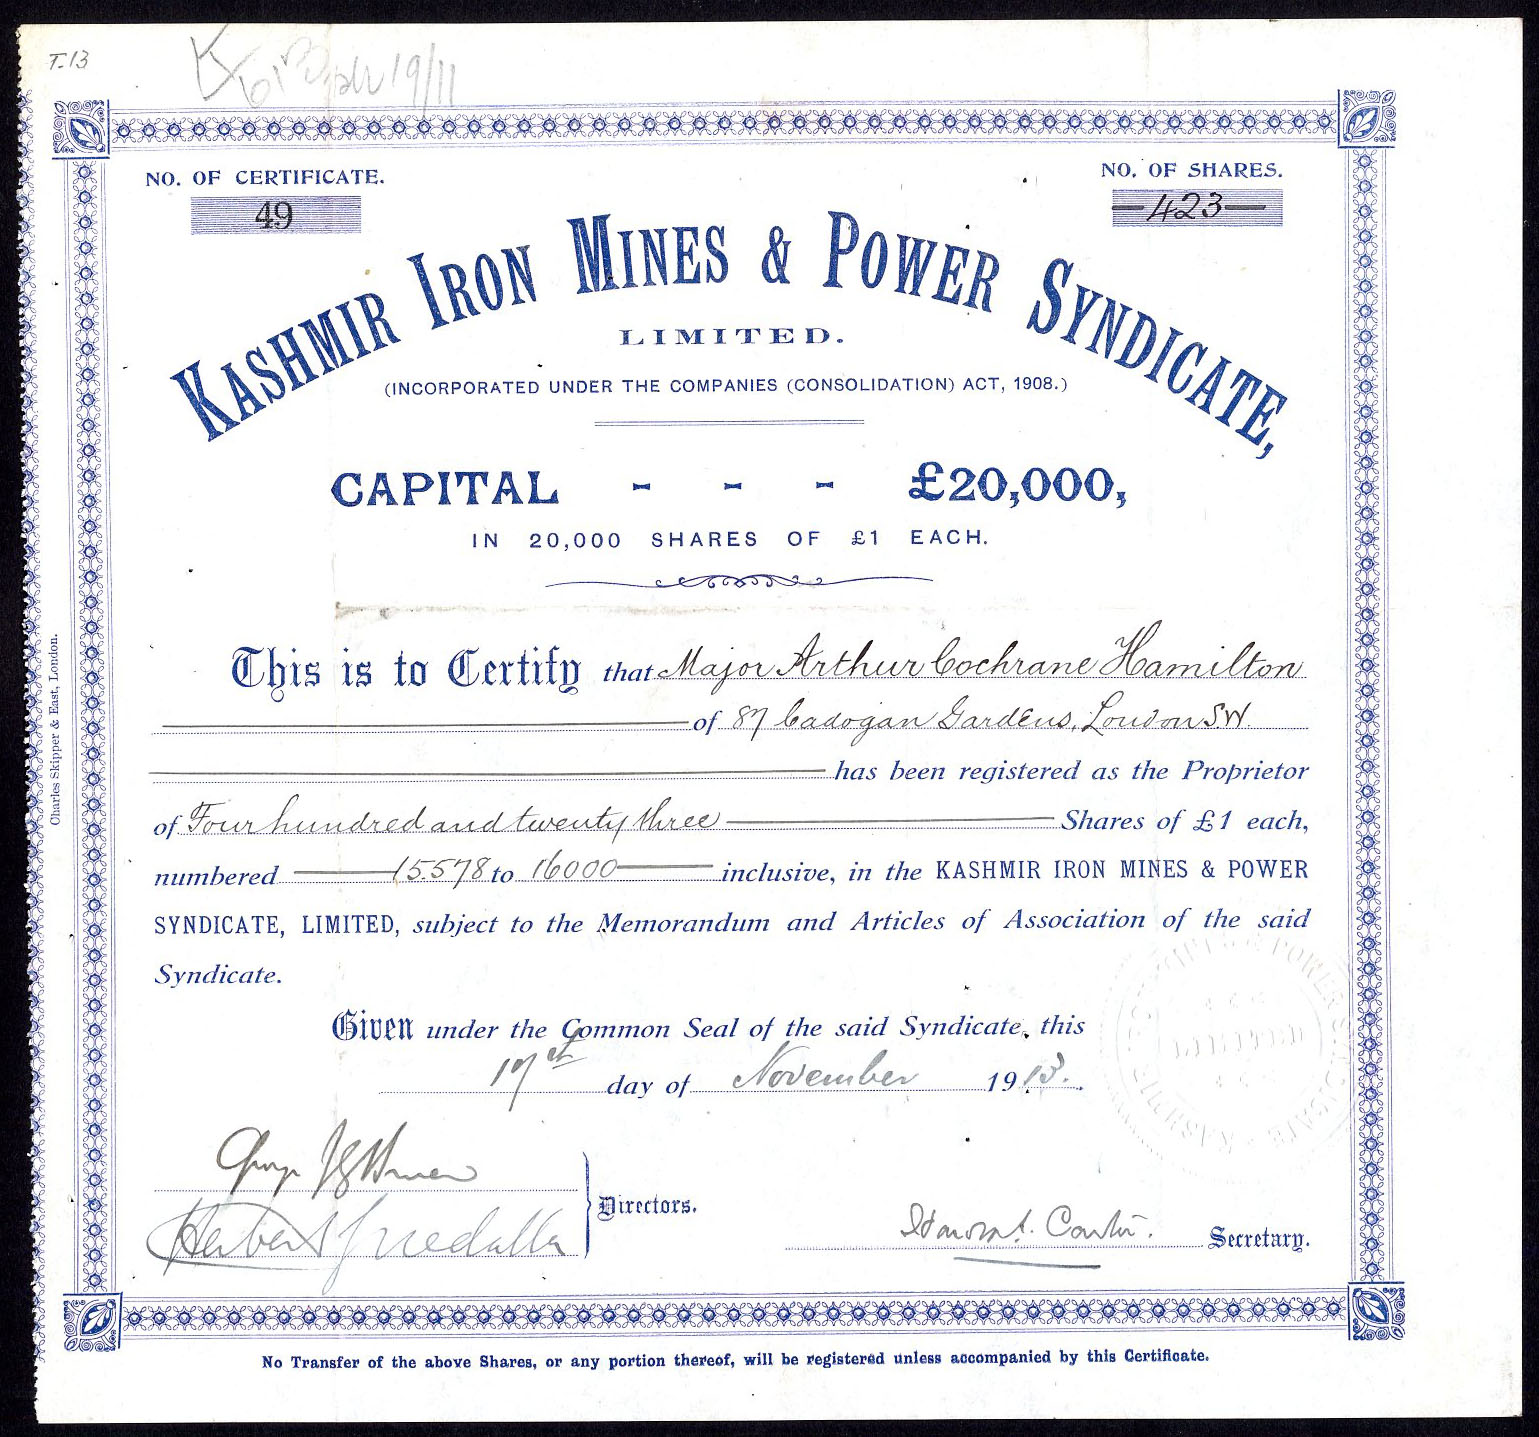 T.13
19/11
NO. OF CERTIFICATE.
49
NO. OF SHARES.
423
KASHMIR IRON MINES & POWER SYNDICATE,
LIMITED.
(INCORPORATED UNDER THE COMPANIES (CONSOLIDATION) ACT, 1908.)
CAPITAL - - - £20,000,
IN 20,000 SHARES OF £1 EACH.
This is to Certify that Major Arthur Cochrane Hamilton
of 87 Cadogan Gardens, London SW.
has been registered as the Proprietor
of Four hundred and twenty three Shares of £1 each,
numbered 15.578 to 16000 inclusive, in the KASHMIR IRON MINES & POWER
SYNDICATE, LIMITED, subject to the Memorandum and Articles of Association of the said
Syndicate.
Given under the Common Seal of the said Syndicate, this
17th day of November 1913.
Directors.
Herbert Guedalla
Secretary.
No Transfer of the above Shares, or any portion thereof, will be registered unless accompanied by this Certificate.
Charles Skipper & East, London.